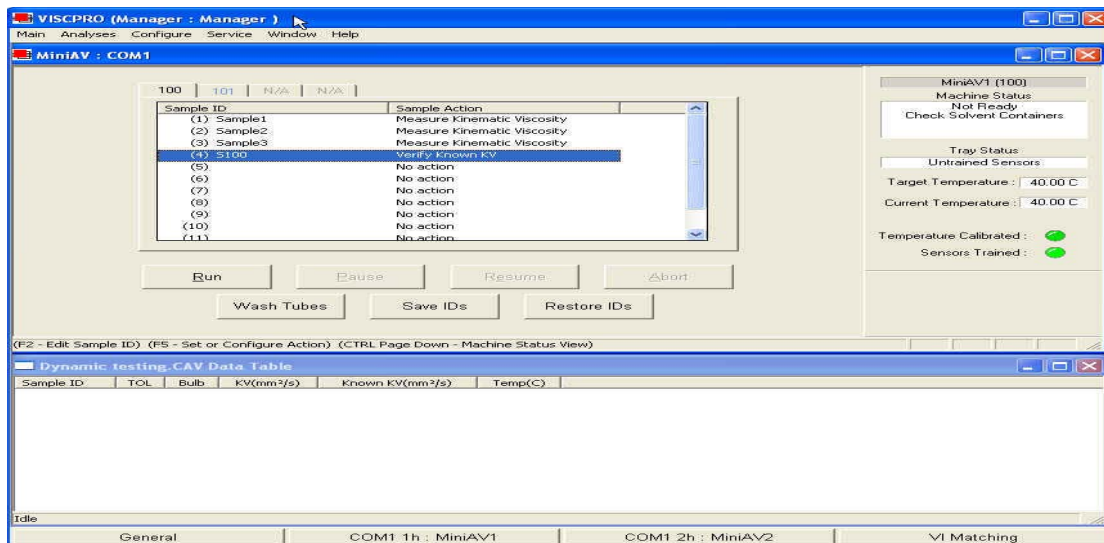 VISCPRO (Manager : Manager )
Main Analyses Configure Service Window Help
MiniAV : COM1
100 101 N/A N/A
Sample ID Sample Action
(1) Sample1 Measure Kinematic Viscosity
(2) Sample2 Measure Kinematic Viscosity
(3) Sample3 Measure Kinematic Viscosity
(4) S100 Verify Known KV
(5) No action
(6) No action
(7) No action
(8) No action
(9) No action
(10) No action
(11) No action
Run Pause Resume Abort
Wash Tubes Save IDs Restore IDs
MiniAV1 (100)
Machine Status
Not Ready
Check Solvent Containers
Tray Status
Untrained Sensors
Target Temperature : 40.00 C
Current Temperature : 40.00 C
Temperature Calibrated :
Sensors Trained :
(F2 - Edit Sample ID) (F5 - Set or Configure Action) (CTRL Page Down - Machine Status View)
Dynamic testing.CAV Data Table
Sample ID TOL Bulb KV(mm²/s) Known KV(mm²/s) Temp(C)
Idle
General COM1 1h : MiniAV1 COM1 2h : MiniAV2 VI Matching